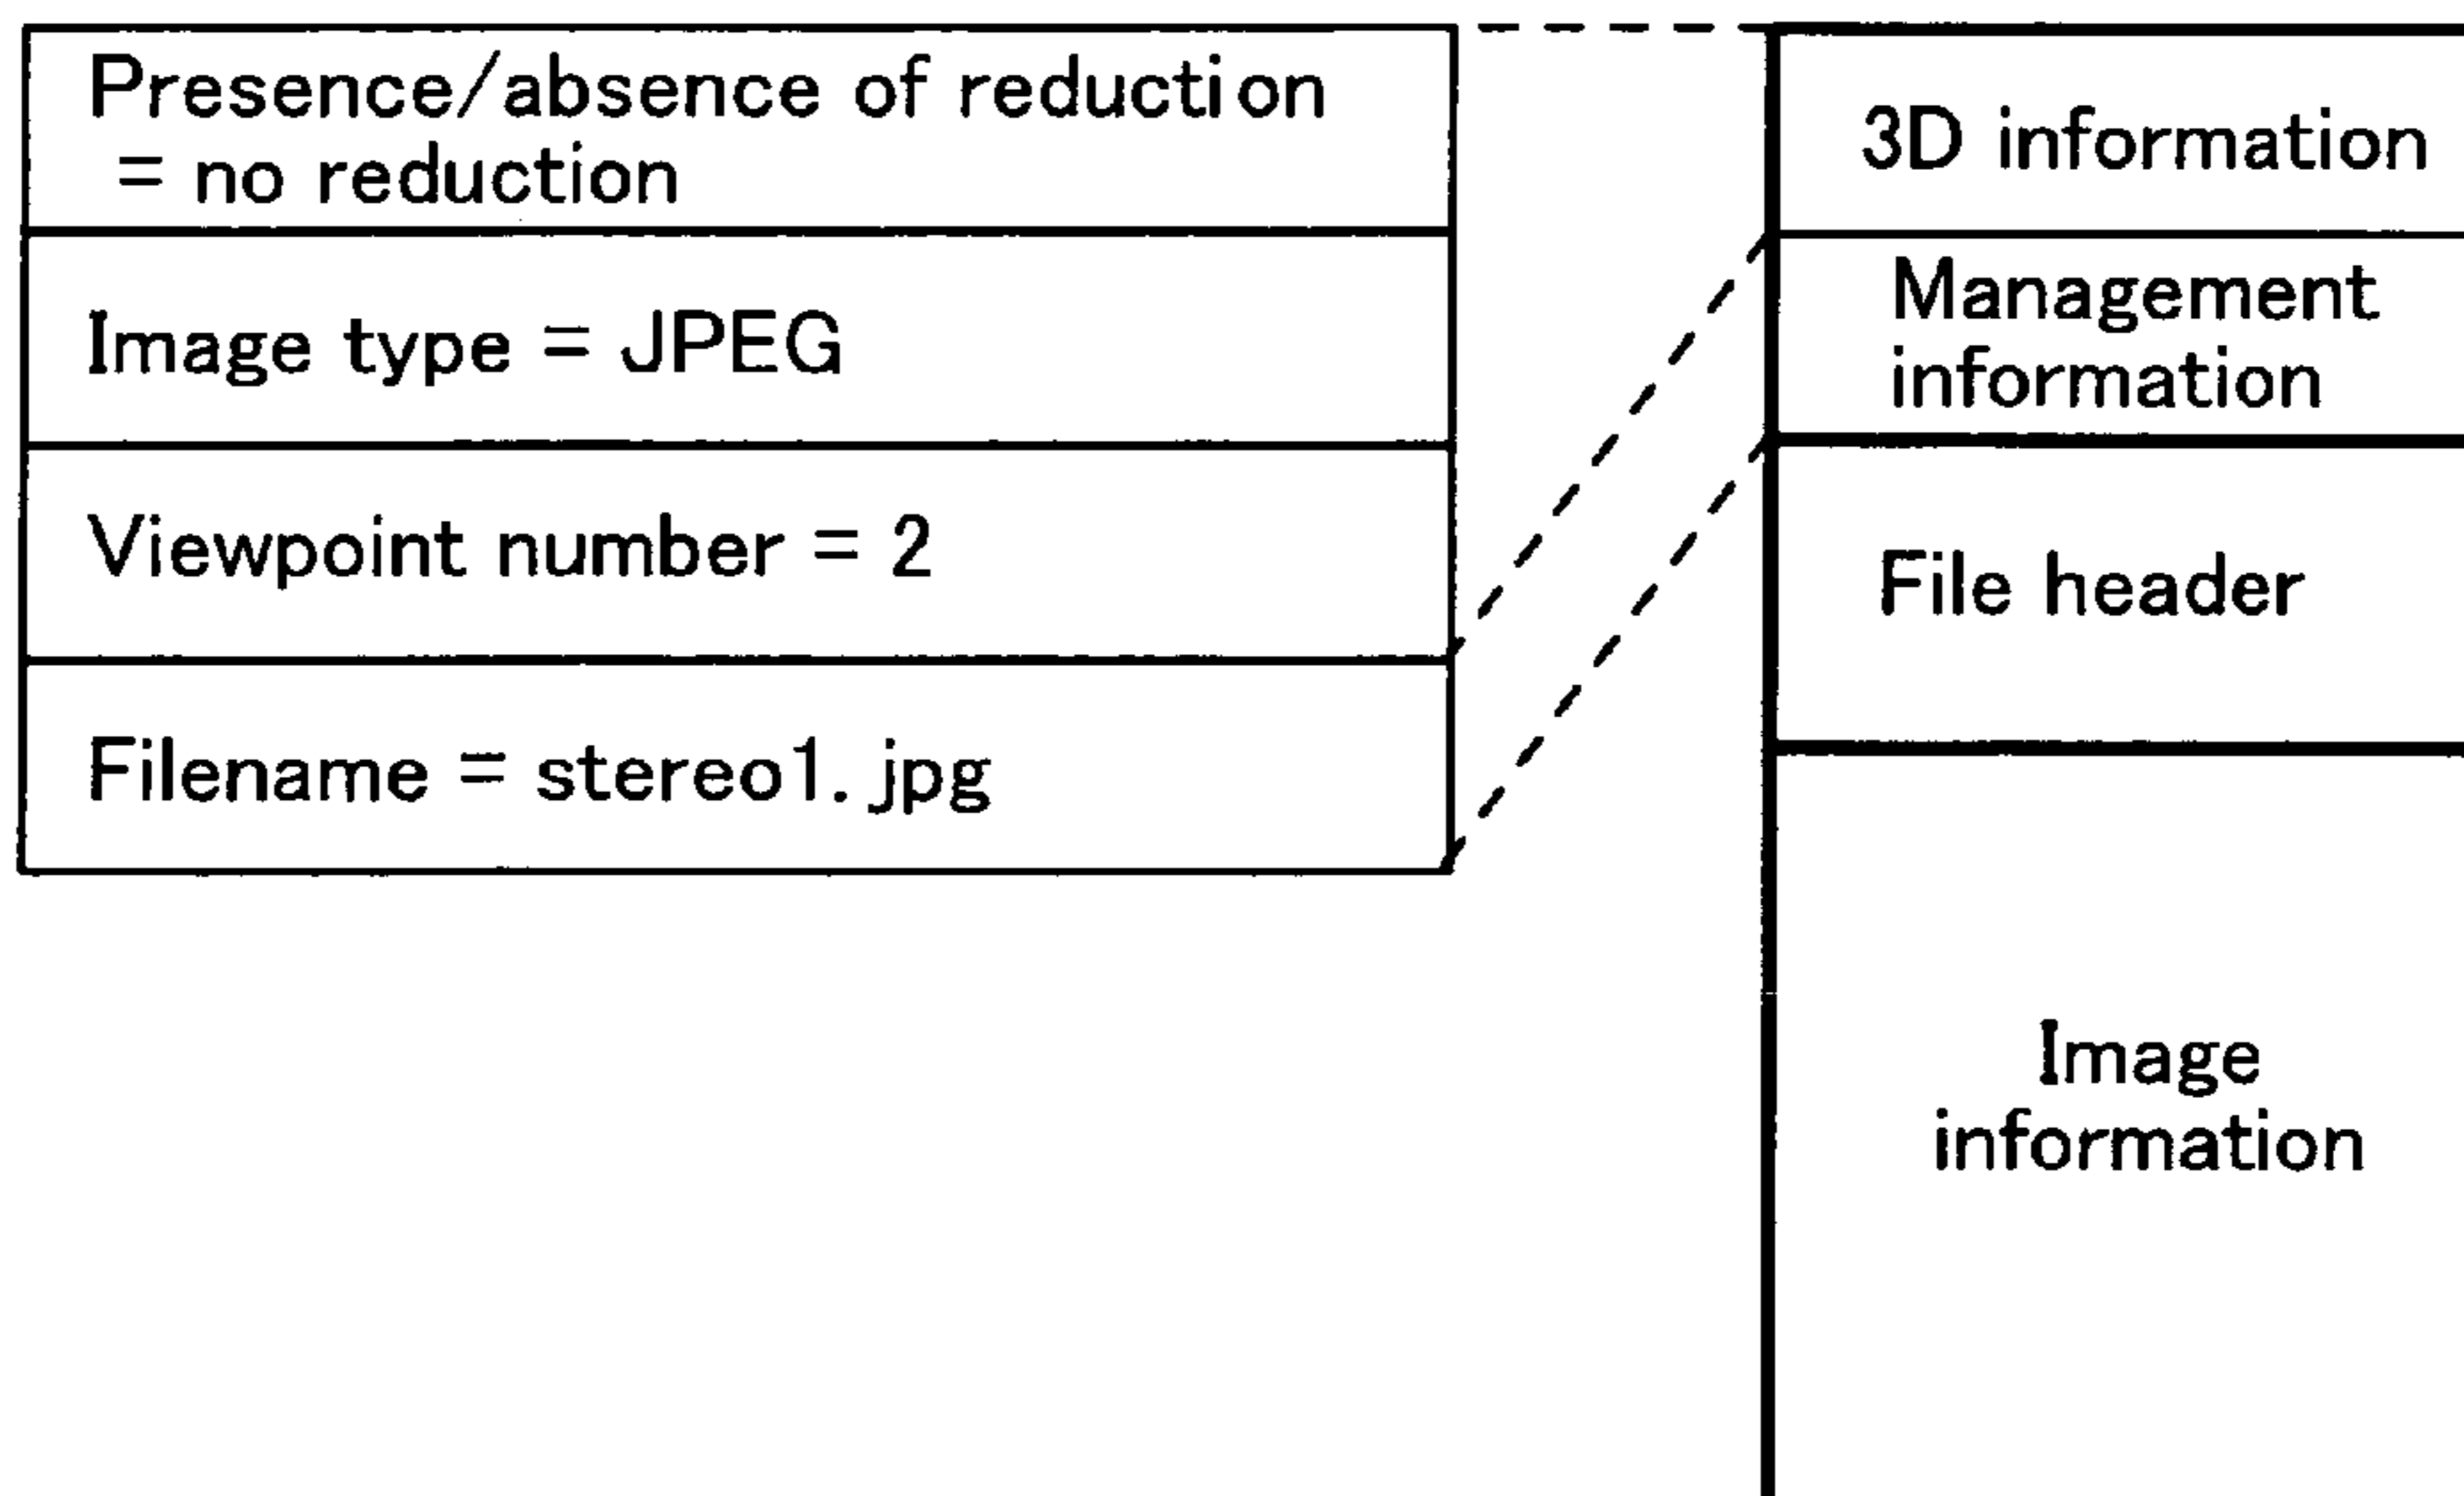 Presence/absence of reduction
= no reduction
Image type = JPEG
Viewpoint number = 2
Filename = stereo1.jpg
3D information
Management
information
File header
Image
information